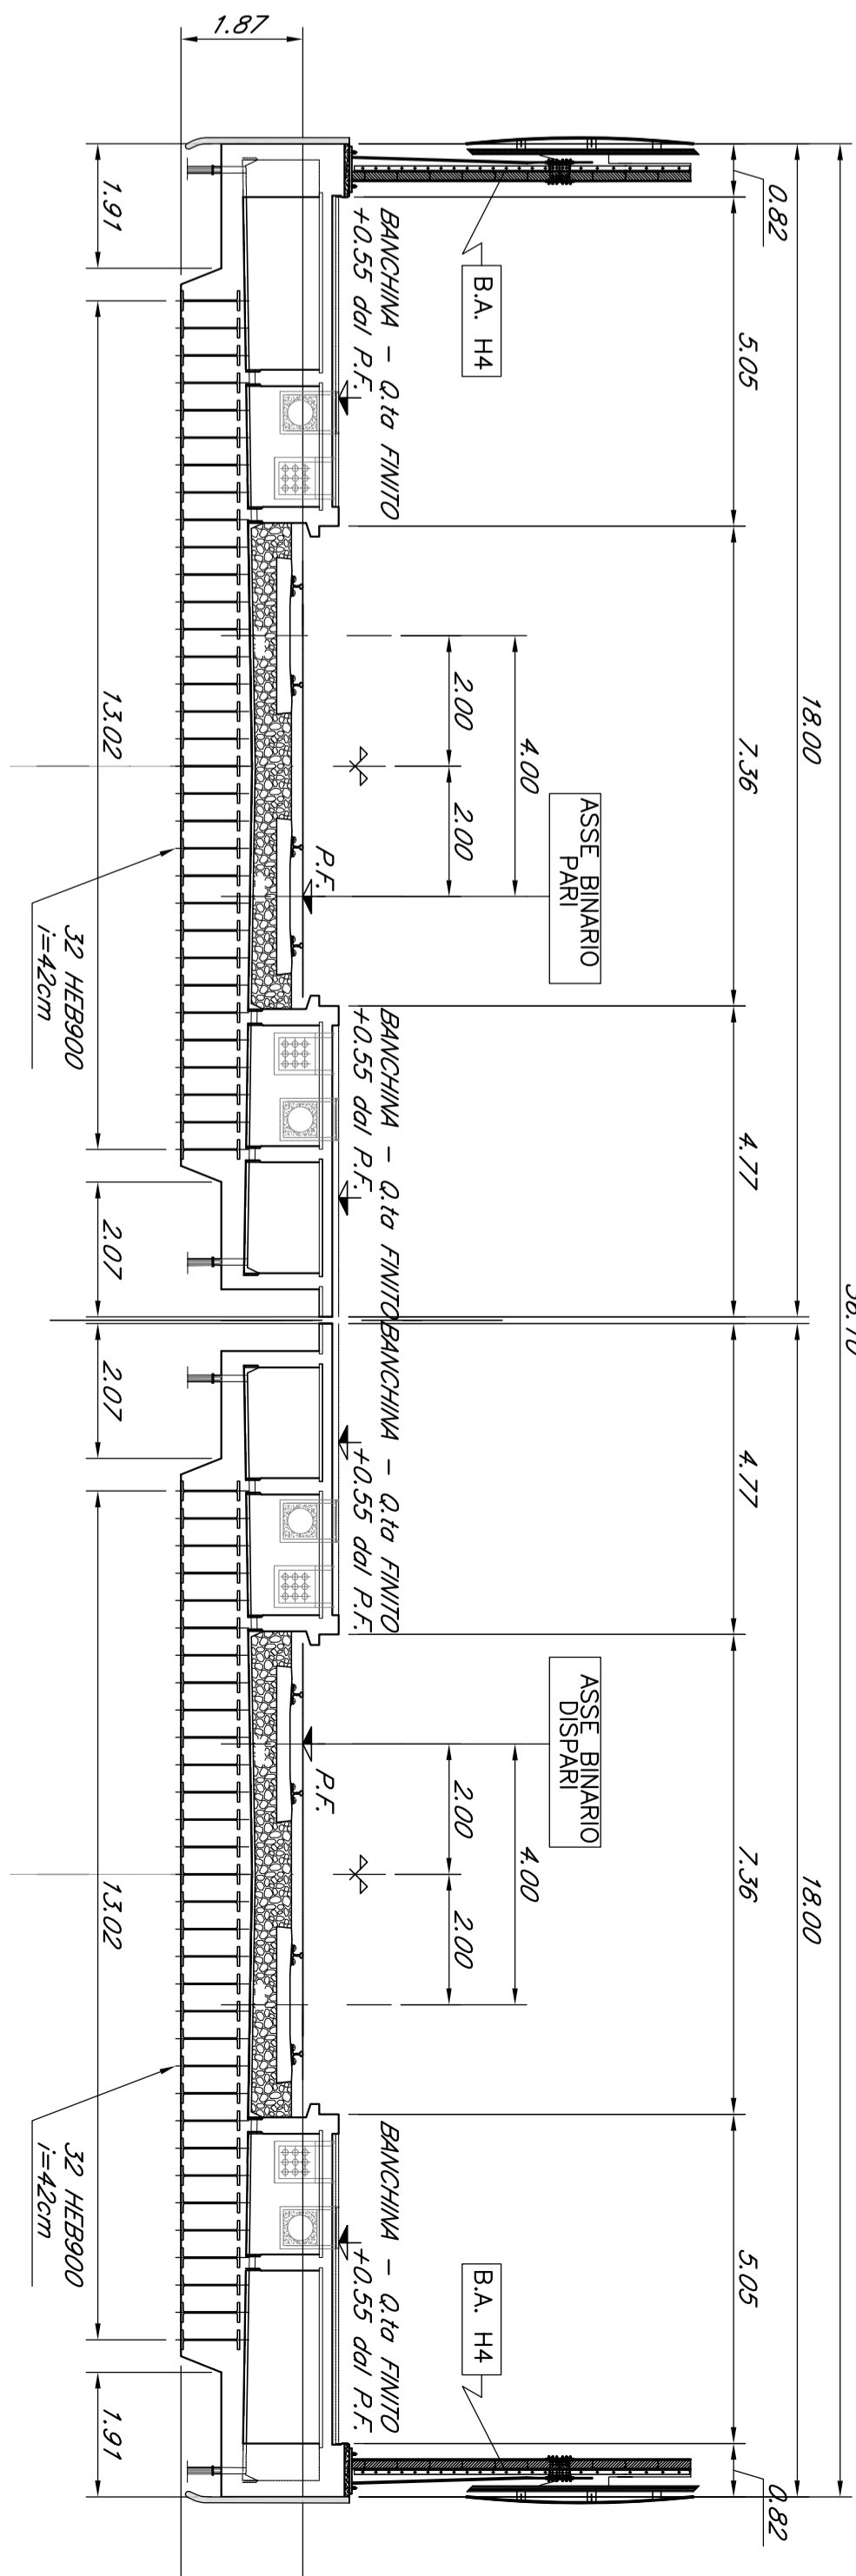 18.00
18.00
0.82
5.05
7.36
4.77
4.77
7.36
5.05
0.82
ASSE BINARIO
PARI
ASSE BINARIO
DISPARI
4.00
4.00
B.A. H4
2.00
2.00
2.00
2.00
B.A. H4
BANCHINA - Q.ta FINITO
+0.55 dal P.F.
BANCHINA - Q.ta FINITO
+0.55 dal P.F.
BANCHINA - Q.ta FINITO
+0.55 dal P.F.
BANCHINA - Q.ta FINITO
+0.55 dal P.F.
P.F.
P.F.
1.87
1.91
13.02
2.07
2.07
13.02
1.91
32 HEB900
i=42cm
32 HEB900
i=42cm